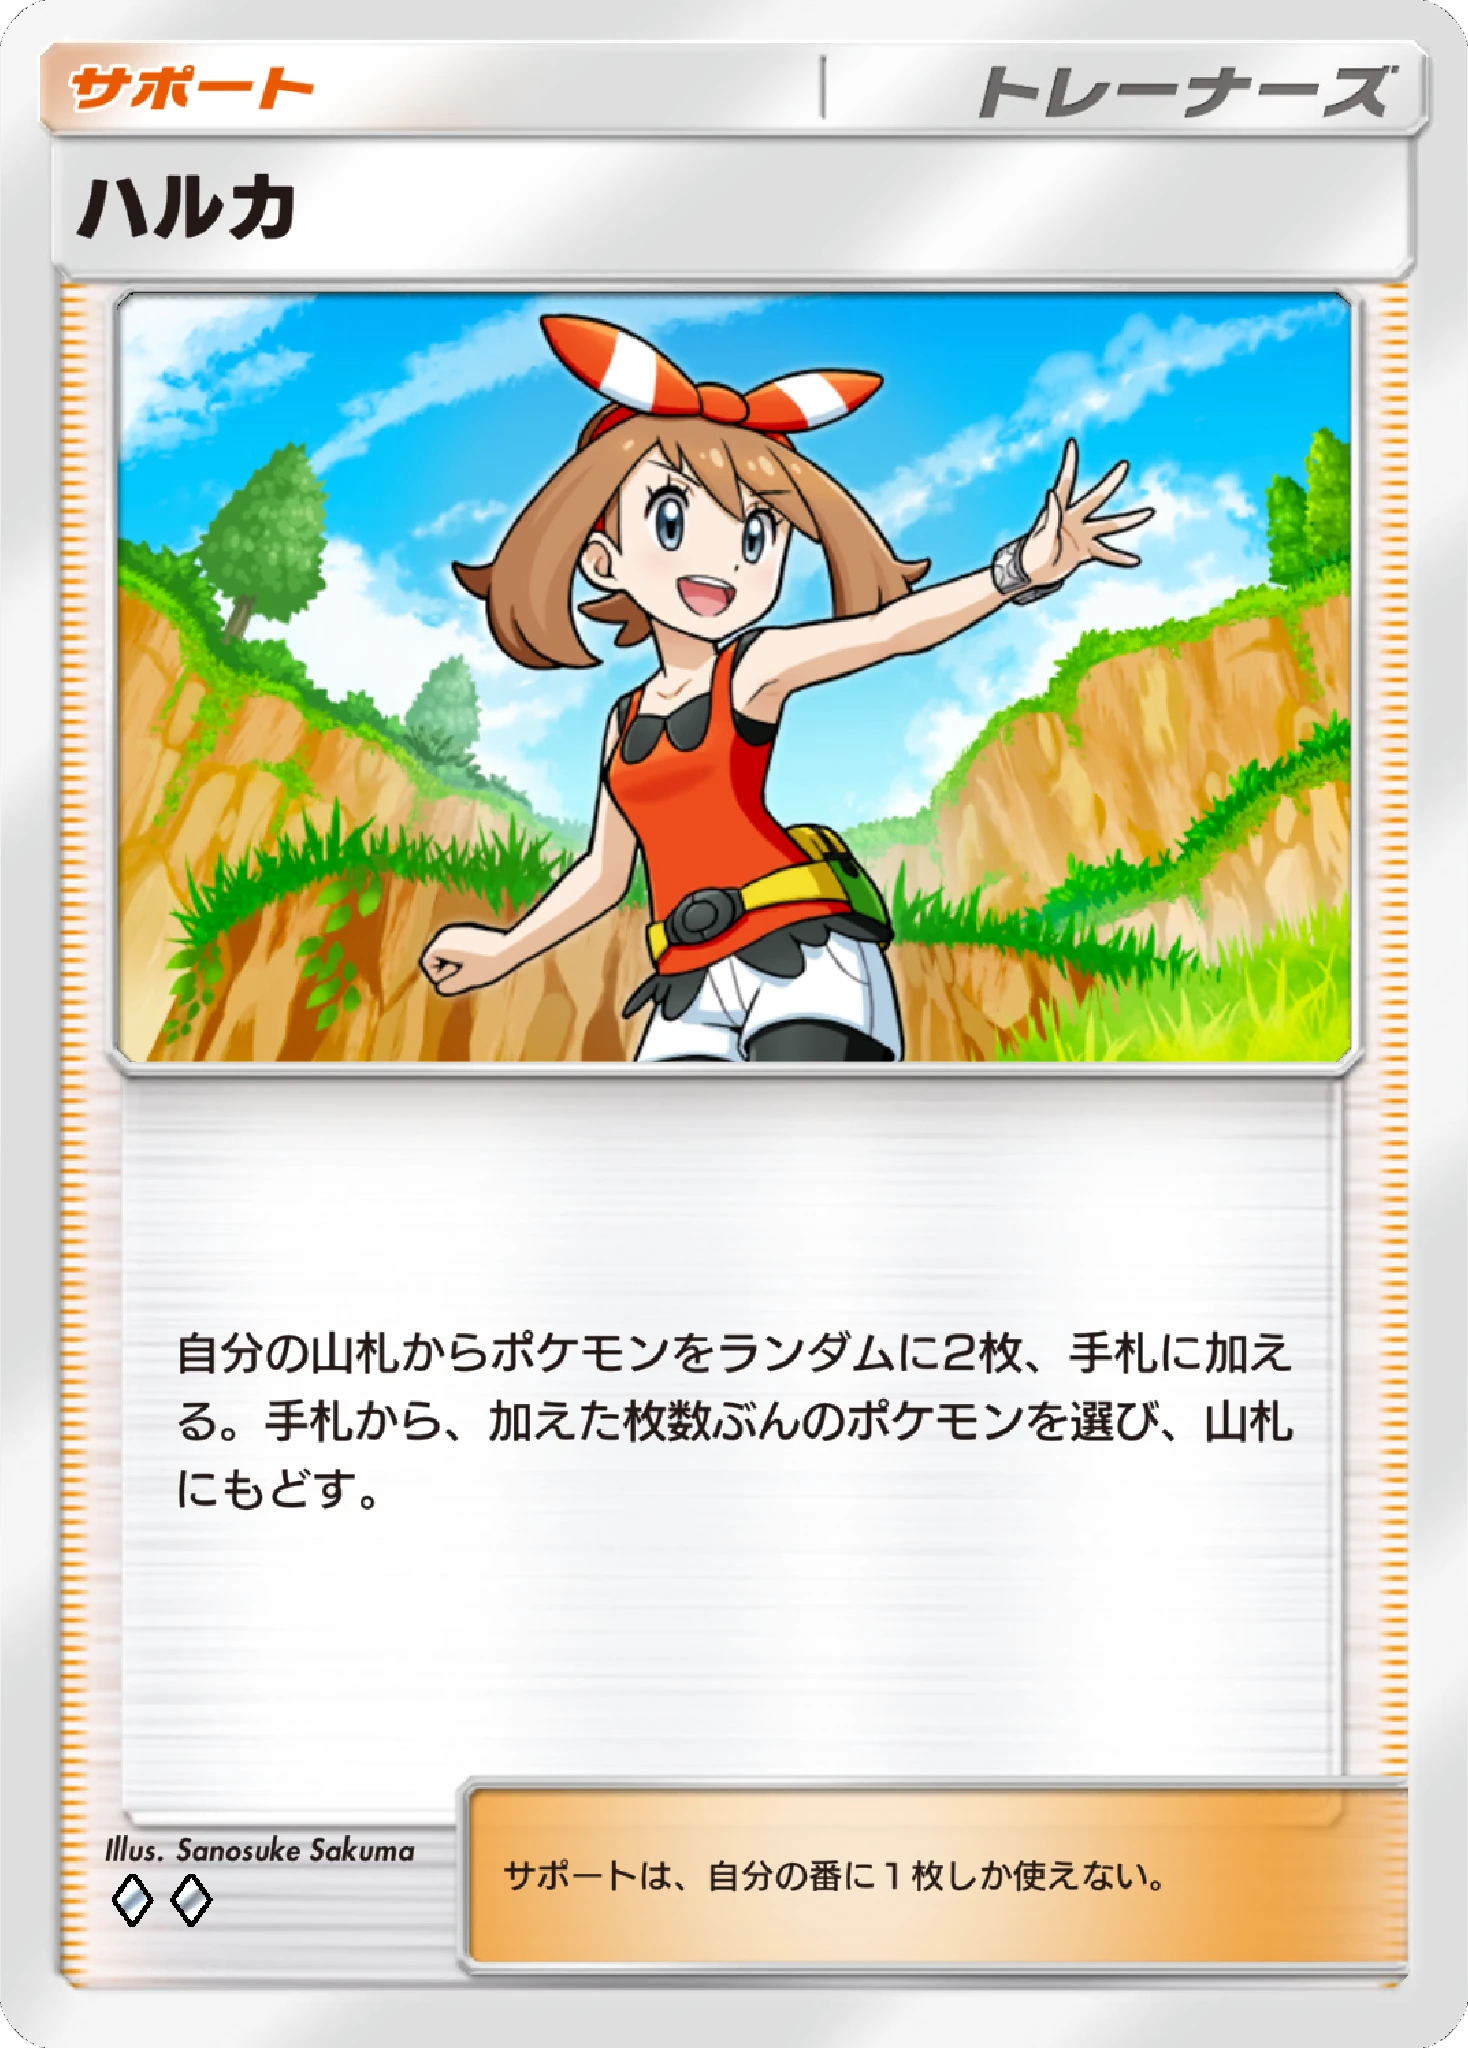 サポート
トレーナーズ
ハルカ
自分の山札からポケモンをランダムに2枚、手札に加え
る。手札から、加えた枚数ぶんのポケモンを選び、山札
にもどす。
Illus. Sanosuke Sakuma
サポートは、自分の番に1枚しか使えない。